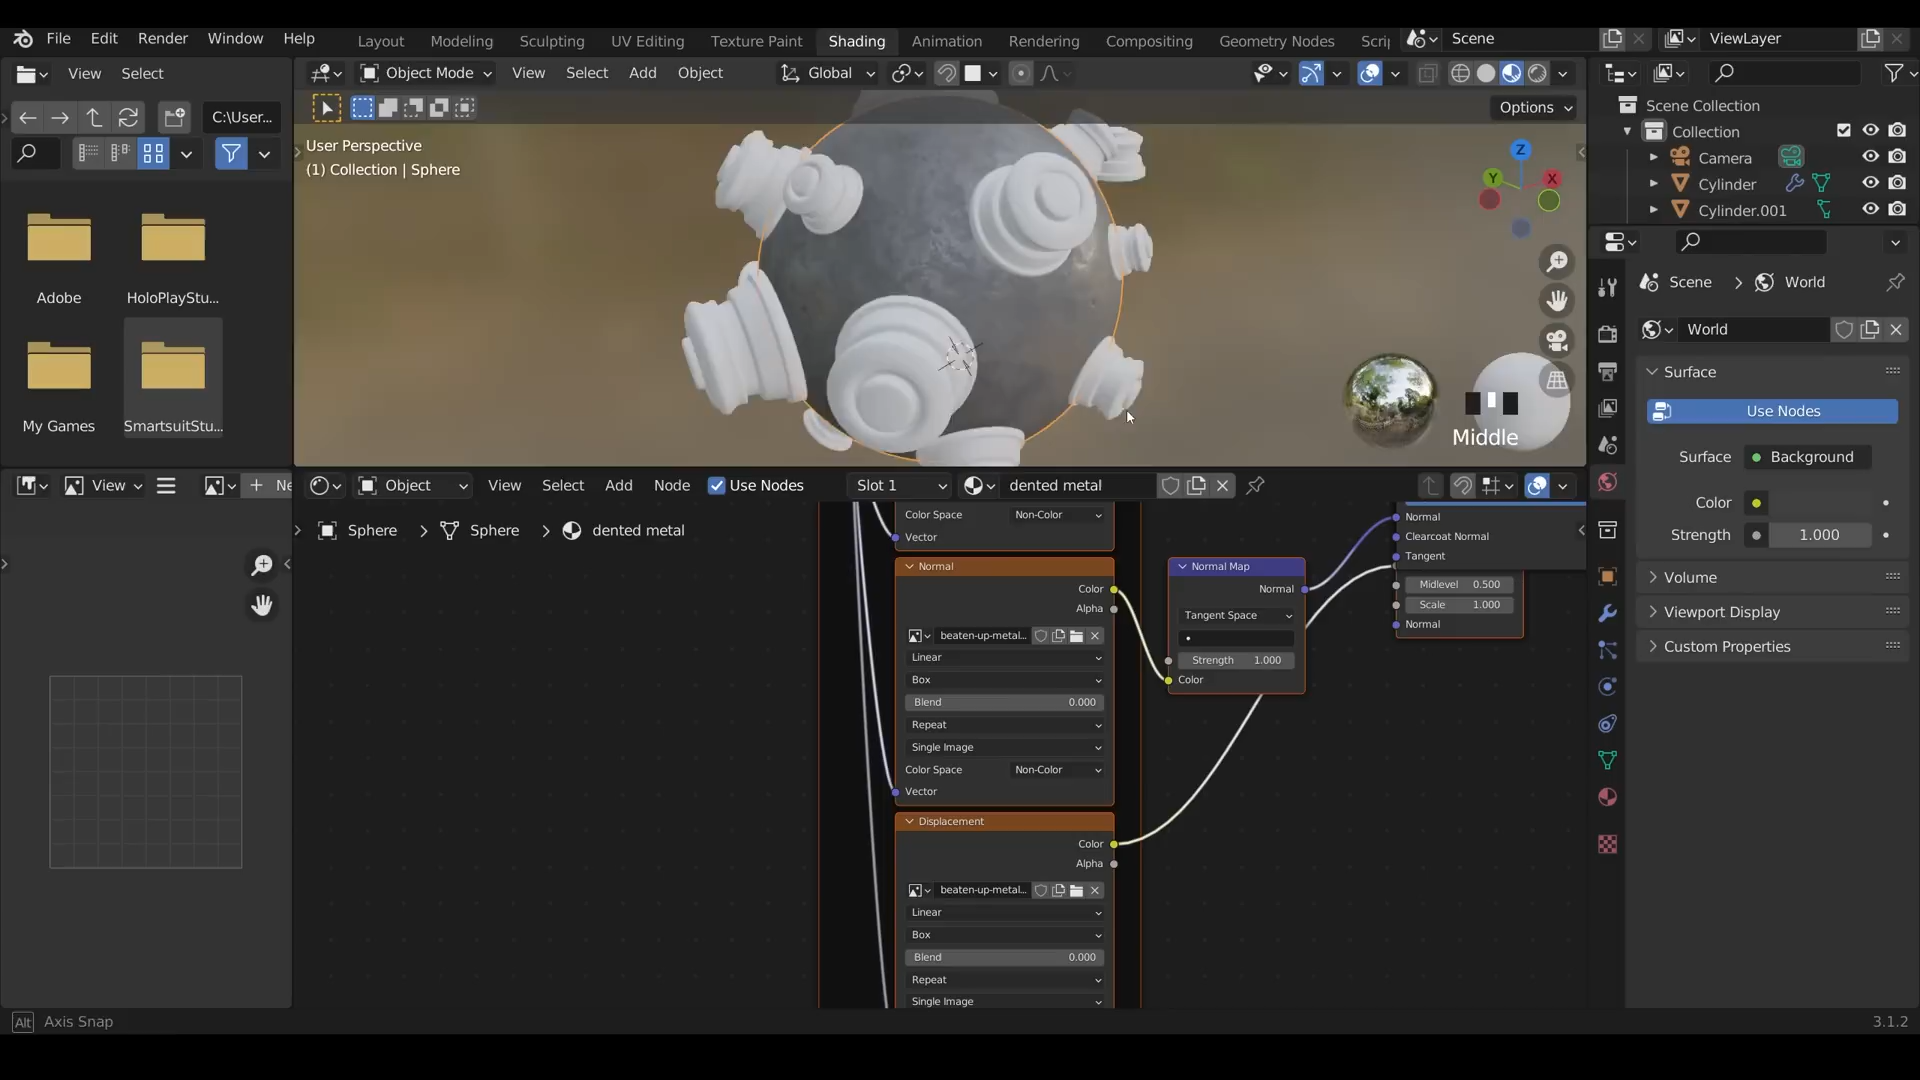 File Edit Render Window Help
Layout Modeling Sculpting UV Editing Texture Paint Shading Animation Rendering Compositing Geometry Nodes Scrip
Scene
ViewLayer
View Select
Object Mode View Select Add Object
Global
C:\User...
Options
User Perspective
(1) Collection | Sphere
Z
Y
X
Scene Collection
Collection
Camera
Cylinder
Cylinder.001
Adobe
HoloPlayStu...
My Games
SmartsuitStu...
Middle
Scene > World
World
Surface
Use Nodes
Surface Background
Color
Strength 1.000
Volume
Viewport Display
Custom Properties
View
+ Ne
Object View Select Add Node Use Nodes Slot 1 dented metal
Sphere > Sphere > dented metal
Color Space Non-Color
Vector
Normal
Color
Alpha
beaten-up-metal...
Linear
Box
Blend 0.000
Repeat
Single Image
Color Space Non-Color
Vector
Displacement
Color
Alpha
beaten-up-metal...
Linear
Box
Blend 0.000
Repeat
Single Image
Normal Map
Normal
Tangent Space
Strength 1.000
Color
Normal
Clearcoat Normal
Tangent
Midlevel 0.500
Scale 1.000
Normal
Alt Axis Snap
3.1.2